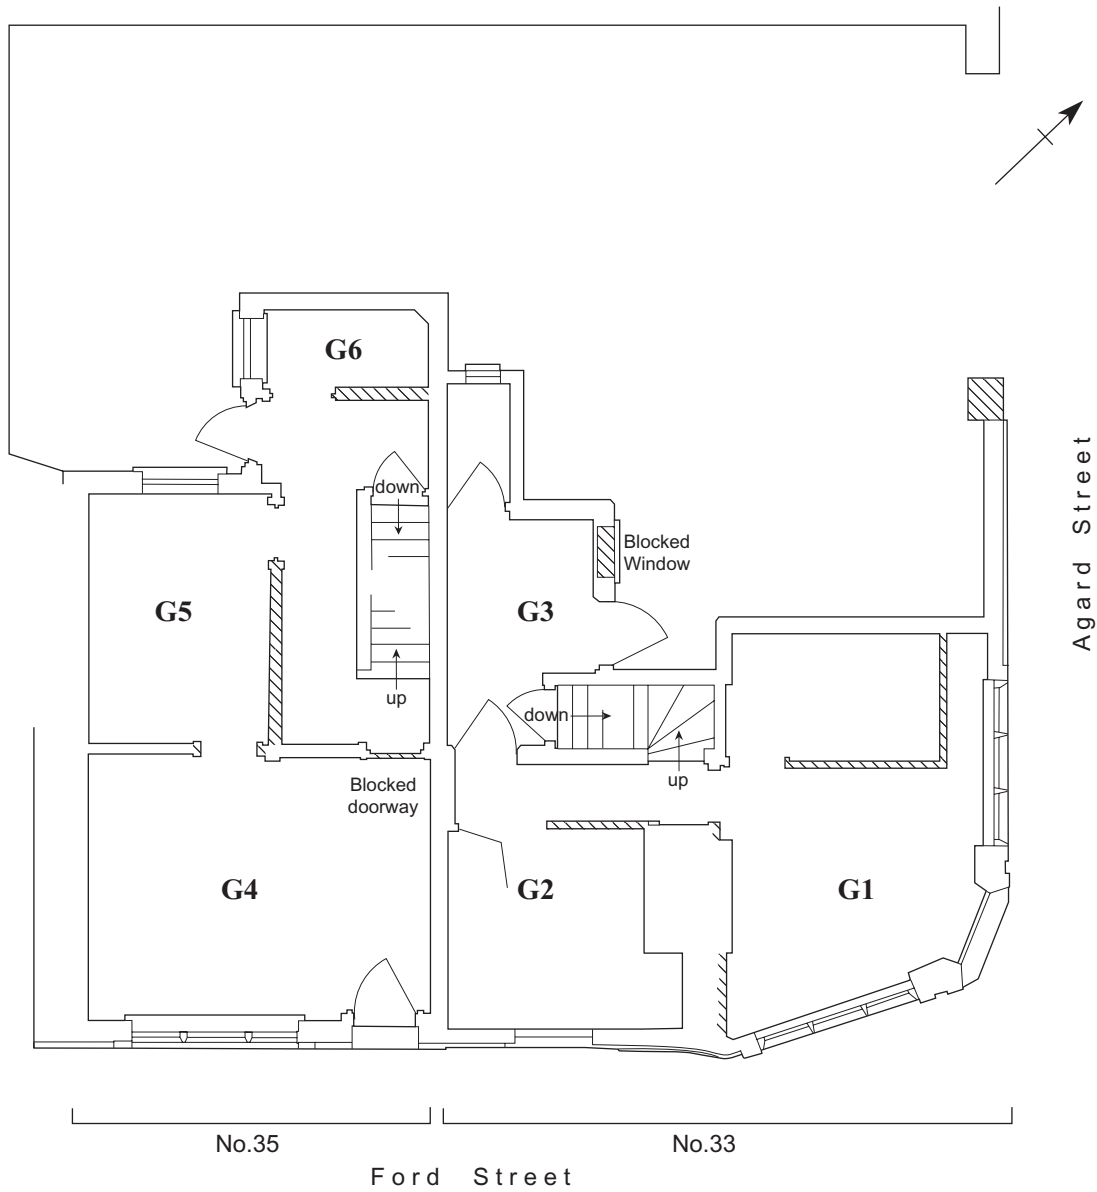 G6
down
Blocked
Window
Agard Street
G5
G3
up
down
up
Blocked
doorway
G4
G2
G1
No.35
No.33
Ford Street